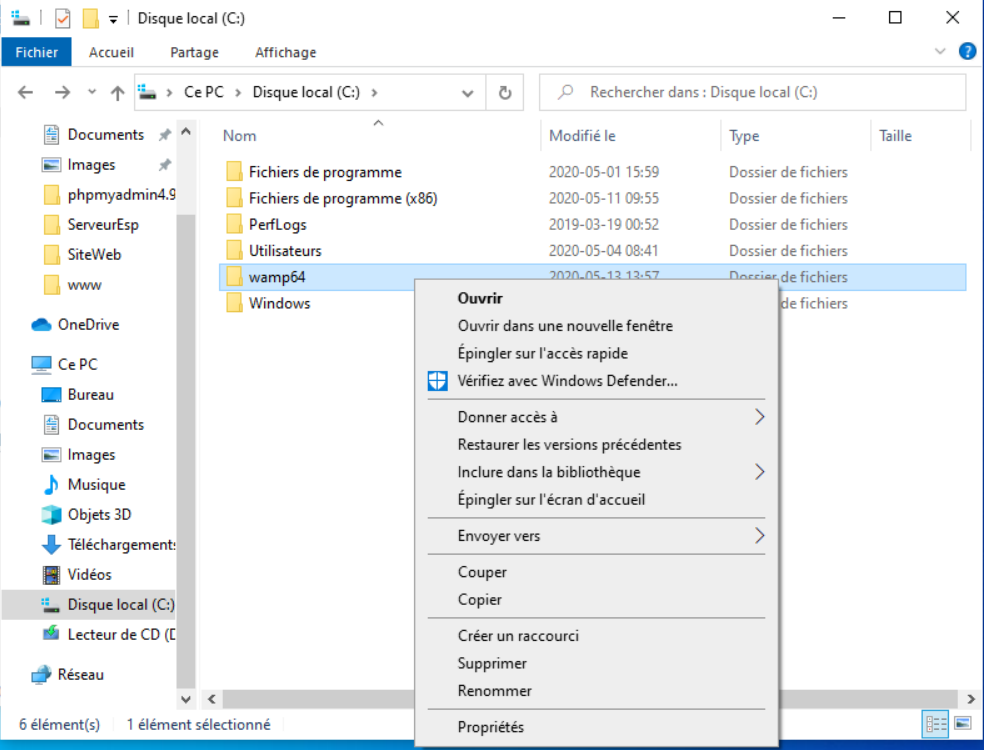 Disque local (C:)
Fichier Accueil Partage Affichage
Ce PC > Disque local (C:) >
Rechercher dans : Disque local (C:)
Documents
Images
phpmyadmin4.9
ServeurEsp
SiteWeb
www
OneDrive
Ce PC
Bureau
Documents
Images
Musique
Objets 3D
Téléchargements
Vidéos
Disque local (C:)
Lecteur de CD (D
Réseau
Nom Modifié le Type Taille
Fichiers de programme 2020-05-01 15:59 Dossier de fichiers
Fichiers de programme (x86) 2020-05-11 09:55 Dossier de fichiers
PerfLogs 2019-03-19 00:52 Dossier de fichiers
Utilisateurs 2020-05-04 08:41 Dossier de fichiers
wamp64 2020-05-13 13:57 Dossier de fichiers
Windows de fichiers
Ouvrir
Ouvrir dans une nouvelle fenêtre
Épingler sur l'accès rapide
Vérifiez avec Windows Defender...
Donner accès à
Restaurer les versions précédentes
Inclure dans la bibliothèque
Épingler sur l'écran d'accueil
Envoyer vers
Couper
Copier
Créer un raccourci
Supprimer
Renommer
Propriétés
6 élément(s) 1 élément sélectionné